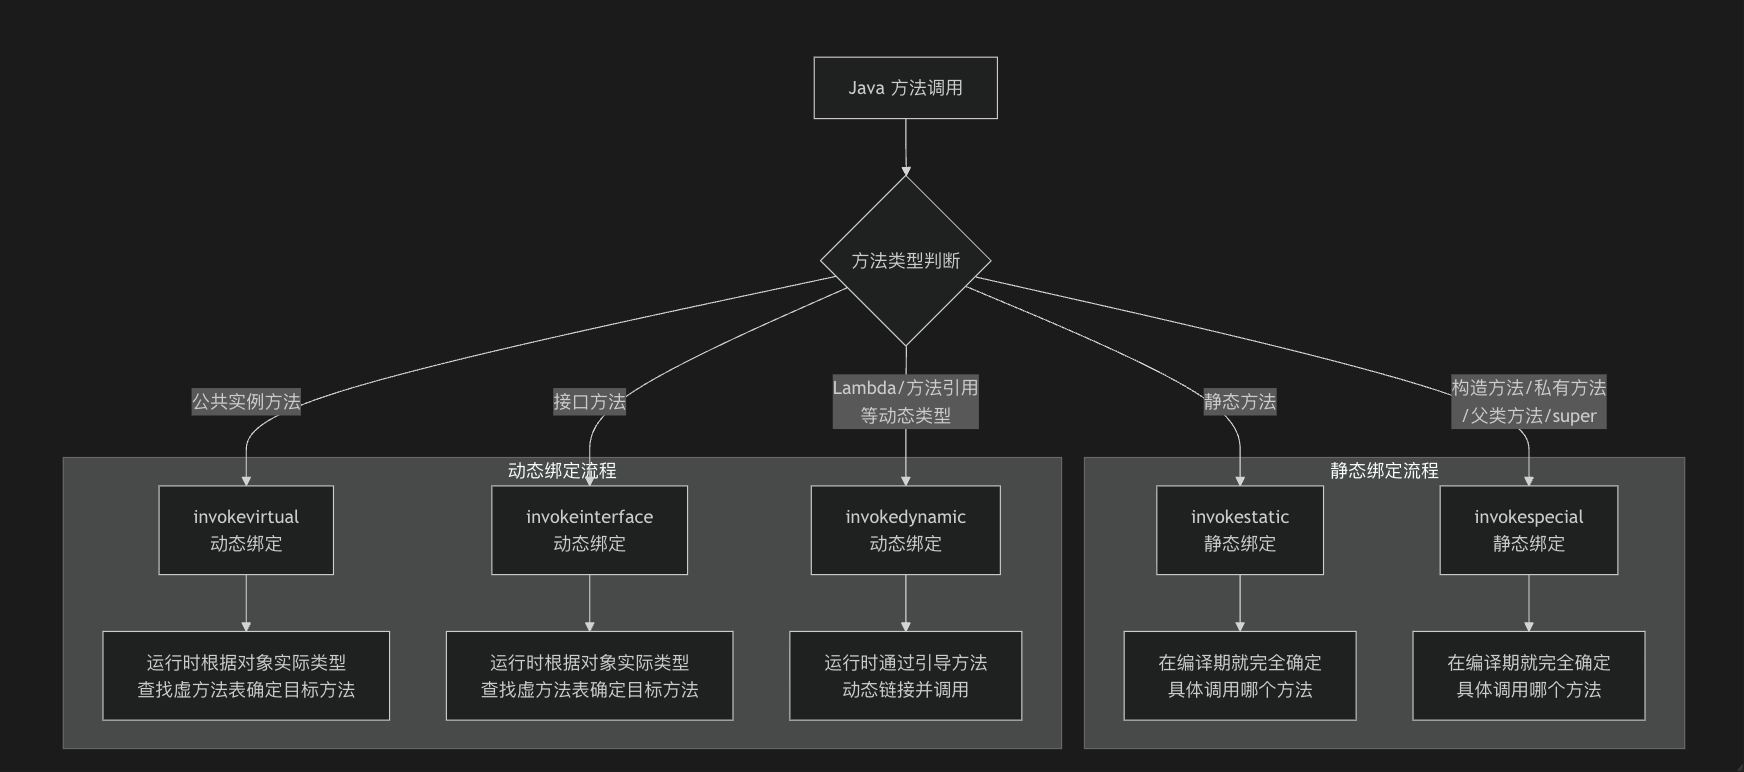 Java 方法调用
方法类型判断
公共实例方法
接口方法
Lambda/方法引用
等动态类型
静态方法
构造方法/私有方法
/父类方法/super
动态绑定流程
静态绑定流程
invokevirtual
动态绑定
invokeinterface
动态绑定
invokedynamic
动态绑定
invokestatic
静态绑定
invokespecial
静态绑定
运行时根据对象实际类型
查找虚方法表确定目标方法
运行时根据对象实际类型
查找虚方法表确定目标方法
运行时通过引导方法
动态链接并调用
在编译期就完全确定
具体调用哪个方法
在编译期就完全确定
具体调用哪个方法